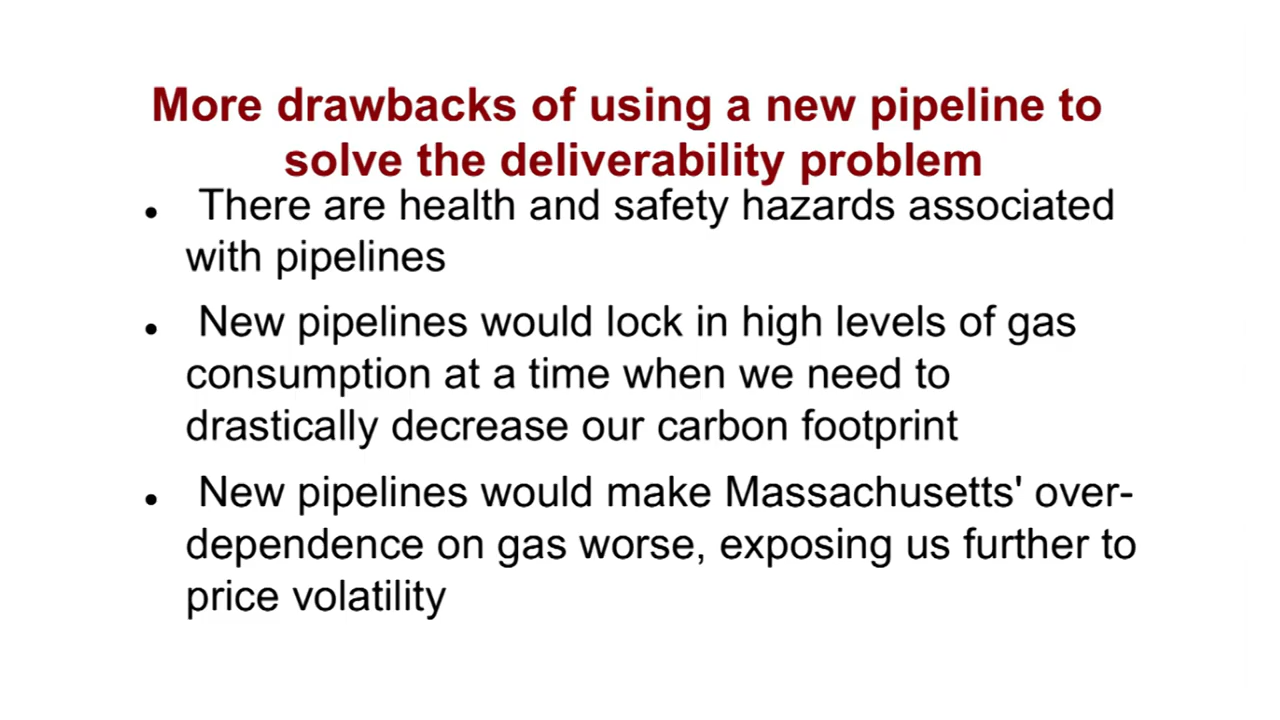 More drawbacks of using a new pipeline to
solve the deliverability problem
• There are health and safety hazards associated
with pipelines
• New pipelines would lock in high levels of gas
consumption at a time when we need to
drastically decrease our carbon footprint
• New pipelines would make Massachusetts' over-
dependence on gas worse, exposing us further to
price volatility